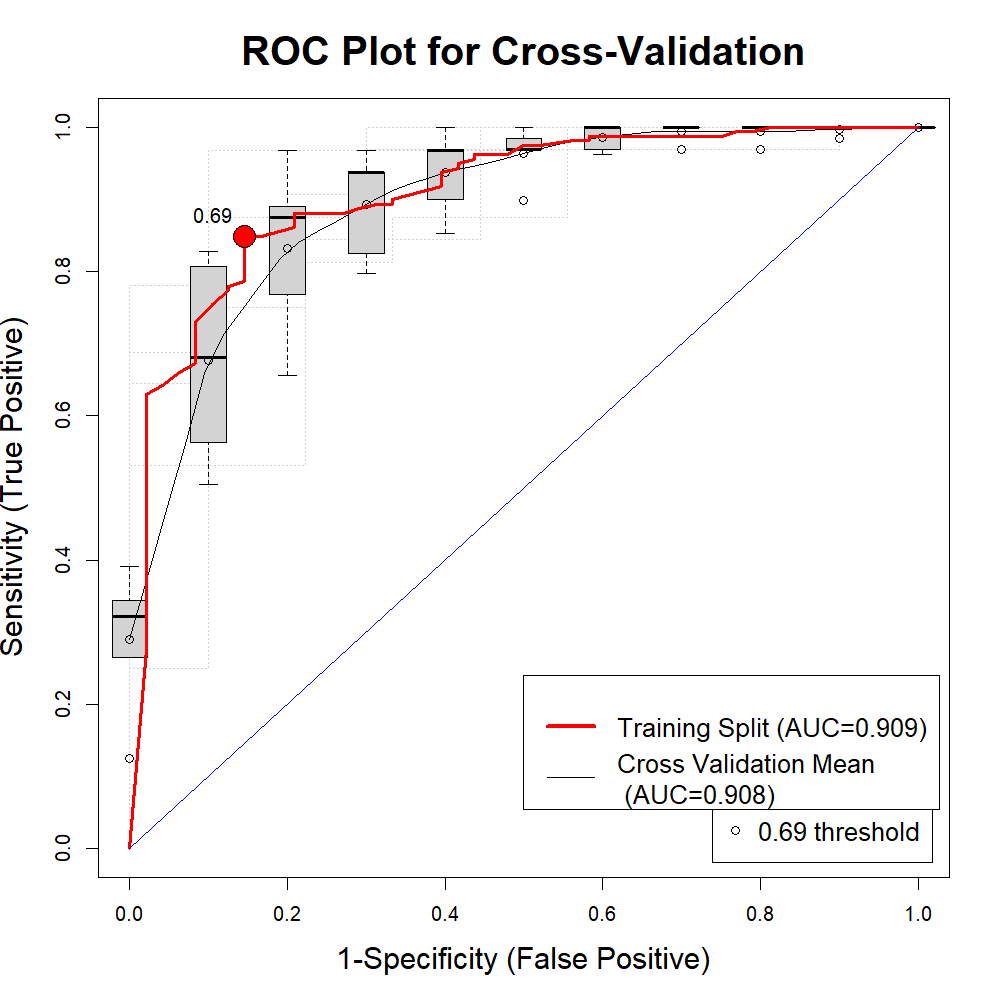 ROC Plot for Cross-Validation
Sensitivity (True Positive)
1.0
0.8
0.6
0.4
0.2
0.0
0.69
Training Split (AUC=0.909)
Cross Validation Mean
(AUC=0.908)
0.69 threshold
0.0 0.2 0.4 0.6 0.8 1.0
1-Specificity (False Positive)